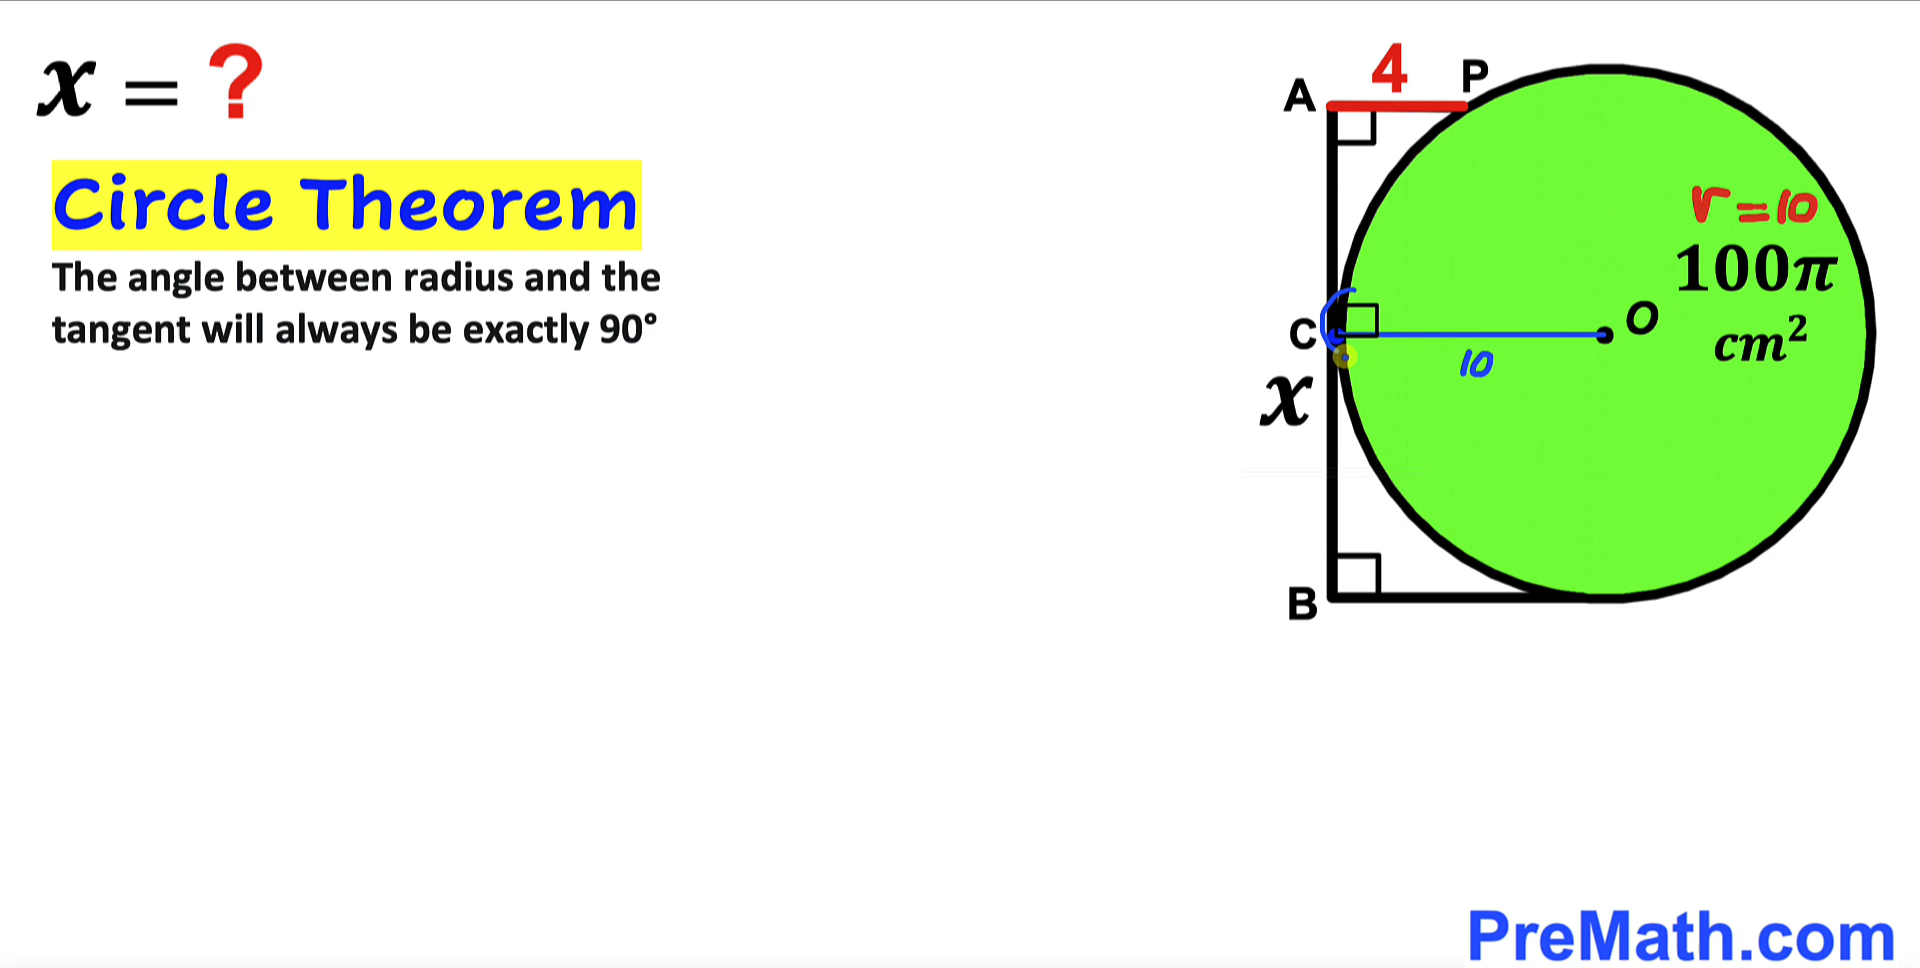 x = ?
Circle Theorem
The angle between radius and the
tangent will always be exactly 90°
4
A
P
r=10
100π
cm²
C
O
10
x
B
PreMath.com